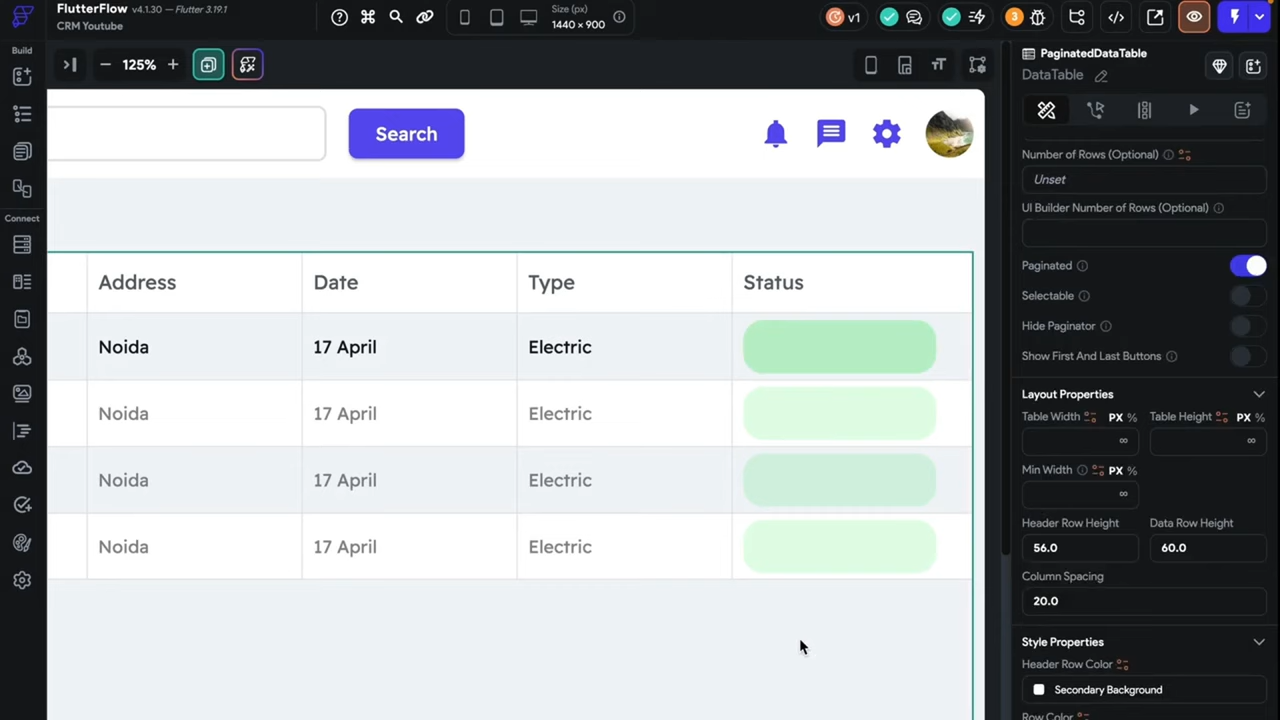 FlutterFlow v4.1.30 – Flutter 3.19.1
CRM Youtube
Size (px)
1440 × 900
v1
3
Build
Connect
125%
Search
Address Date Type Status
Noida 17 April Electric
Noida 17 April Electric
Noida 17 April Electric
Noida 17 April Electric
PaginatedDataTable
DataTable
Number of Rows (Optional)
Unset
UI Builder Number of Rows (Optional)
Paginated
Selectable
Hide Paginator
Show First And Last Buttons
Layout Properties
Table Width PX % Table Height PX %
∞ ∞
Min Width PX %
∞
Header Row Height Data Row Height
56.0 60.0
Column Spacing
20.0
Style Properties
Header Row Color
Secondary Background
Row Color